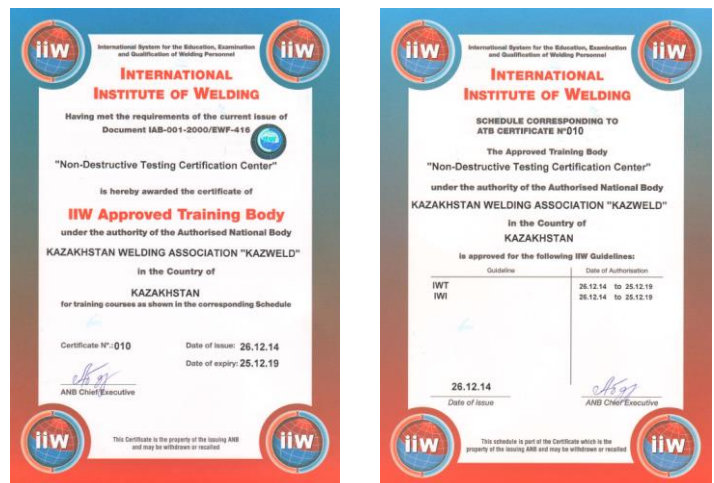 iiW
iiW
International System for the Education, Examination
and Qualification of Welding Personnel
INTERNATIONAL
INSTITUTE OF WELDING
Having met the requirements of the current issue of
Document IAB-001-2000/EWF-416
"Non-Destructive Testing Certification Center"
is hereby awarded the certificate of
IIW Approved Training Body
under the authority of the Authorised National Body
KAZAKHSTAN WELDING ASSOCIATION "KAZWELD"
in the Country of
KAZAKHSTAN
for training courses as shown in the corresponding Schedule
Certificate N°.:010
Date of issue: 26.12.14
Date of expiry: 25.12.19
ANB Chief Executive
iiW
This Certificate is the property of the issuing ANB
and may be withdrawn or recalled
iiW
iiW
iiW
International System for the Education, Examination
and Qualification of Welding Personnel
INTERNATIONAL
INSTITUTE OF WELDING
SCHEDULE CORRESPONDING TO
ATB CERTIFICATE N°010
The Approved Training Body
"Non-Destructive Testing Certification Center"
under the authority of the Authorised National Body
KAZAKHSTAN WELDING ASSOCIATION "KAZWELD"
in the Country of
KAZAKHSTAN
is approved for the following IIW Guidelines:
Guideline Date of Authorisation
IWT 26.12.14 to 25.12.19
IWI 26.12.14 to 25.12.19
26.12.14
Date of issue
ANB Chief Executive
iiW
This schedule is part of the Certificate which is the
property of the issuing ANB and may be withdrawn or recalled
iiW